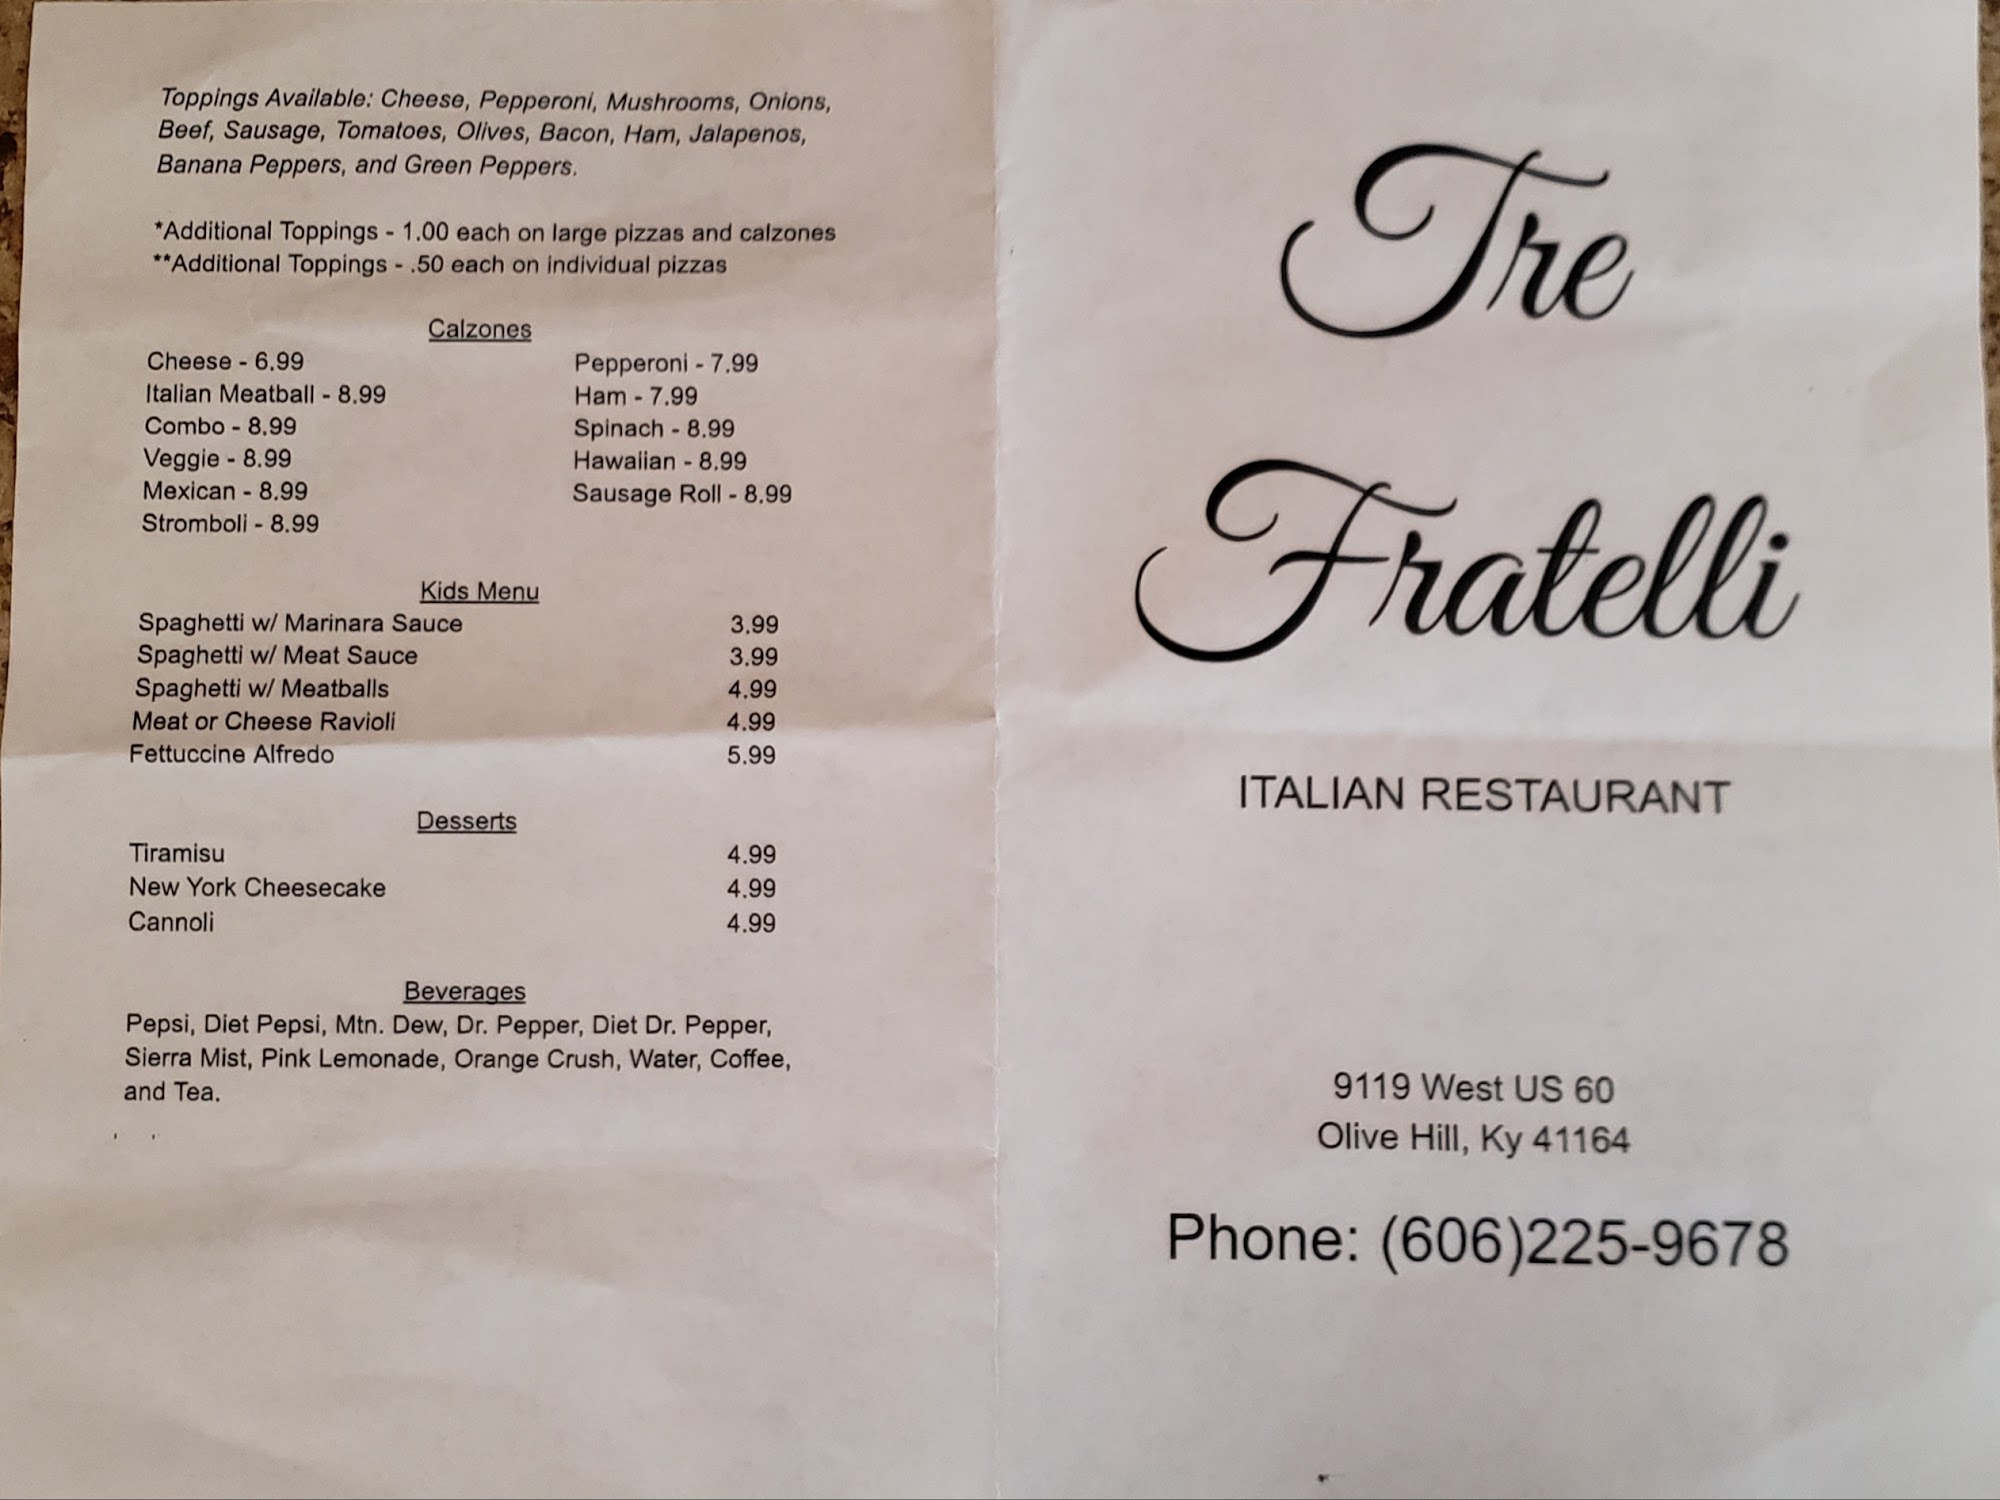 Toppings Available: Cheese, Pepperoni, Mushrooms, Onions,
Beef, Sausage, Tomatoes, Olives, Bacon, Ham, Jalapenos,
Banana Peppers, and Green Peppers.
*Additional Toppings - 1.00 each on large pizzas and calzones
**Additional Toppings - .50 each on individual pizzas
Calzones
Cheese - 6.99
Italian Meatball - 8.99
Combo - 8.99
Veggie - 8.99
Mexican - 8.99
Stromboli - 8.99
Pepperoni - 7.99
Ham - 7.99
Spinach - 8.99
Hawaiian - 8.99
Sausage Roll - 8.99
Kids Menu
Spaghetti w/ Marinara Sauce 3.99
Spaghetti w/ Meat Sauce 3.99
Spaghetti w/ Meatballs 4.99
Meat or Cheese Ravioli 4.99
Fettuccine Alfredo 5.99
Desserts
Tiramisu 4.99
New York Cheesecake 4.99
Cannoli 4.99
Beverages
Pepsi, Diet Pepsi, Mtn. Dew, Dr. Pepper, Diet Dr. Pepper,
Sierra Mist, Pink Lemonade, Orange Crush, Water, Coffee,
and Tea.
Tre
Fratelli
ITALIAN RESTAURANT
9119 West US 60
Olive Hill, Ky 41164
Phone: (606)225-9678